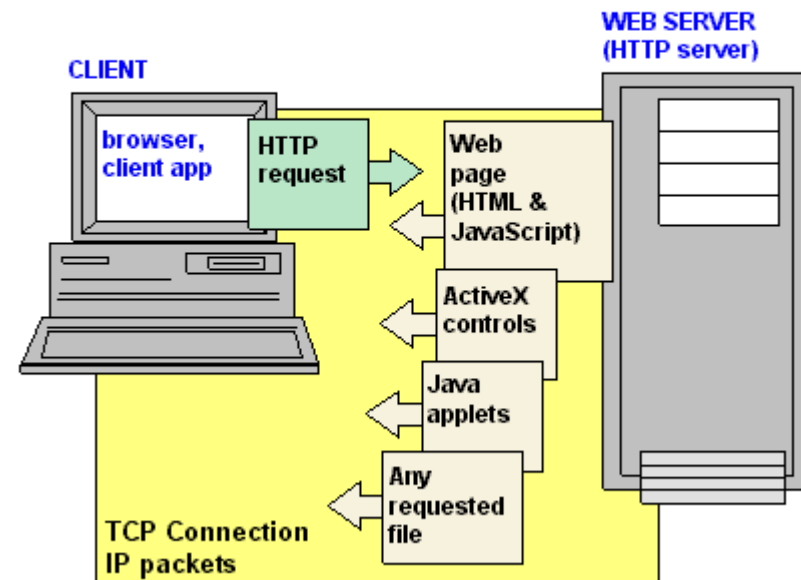 WEB SERVER
(HTTP server)
CLIENT
browser,
client app
HTTP
request
Web
page
(HTML &
JavaScript)
ActiveX
controls
Java
applets
Any
requested
file
TCP Connection
IP packets